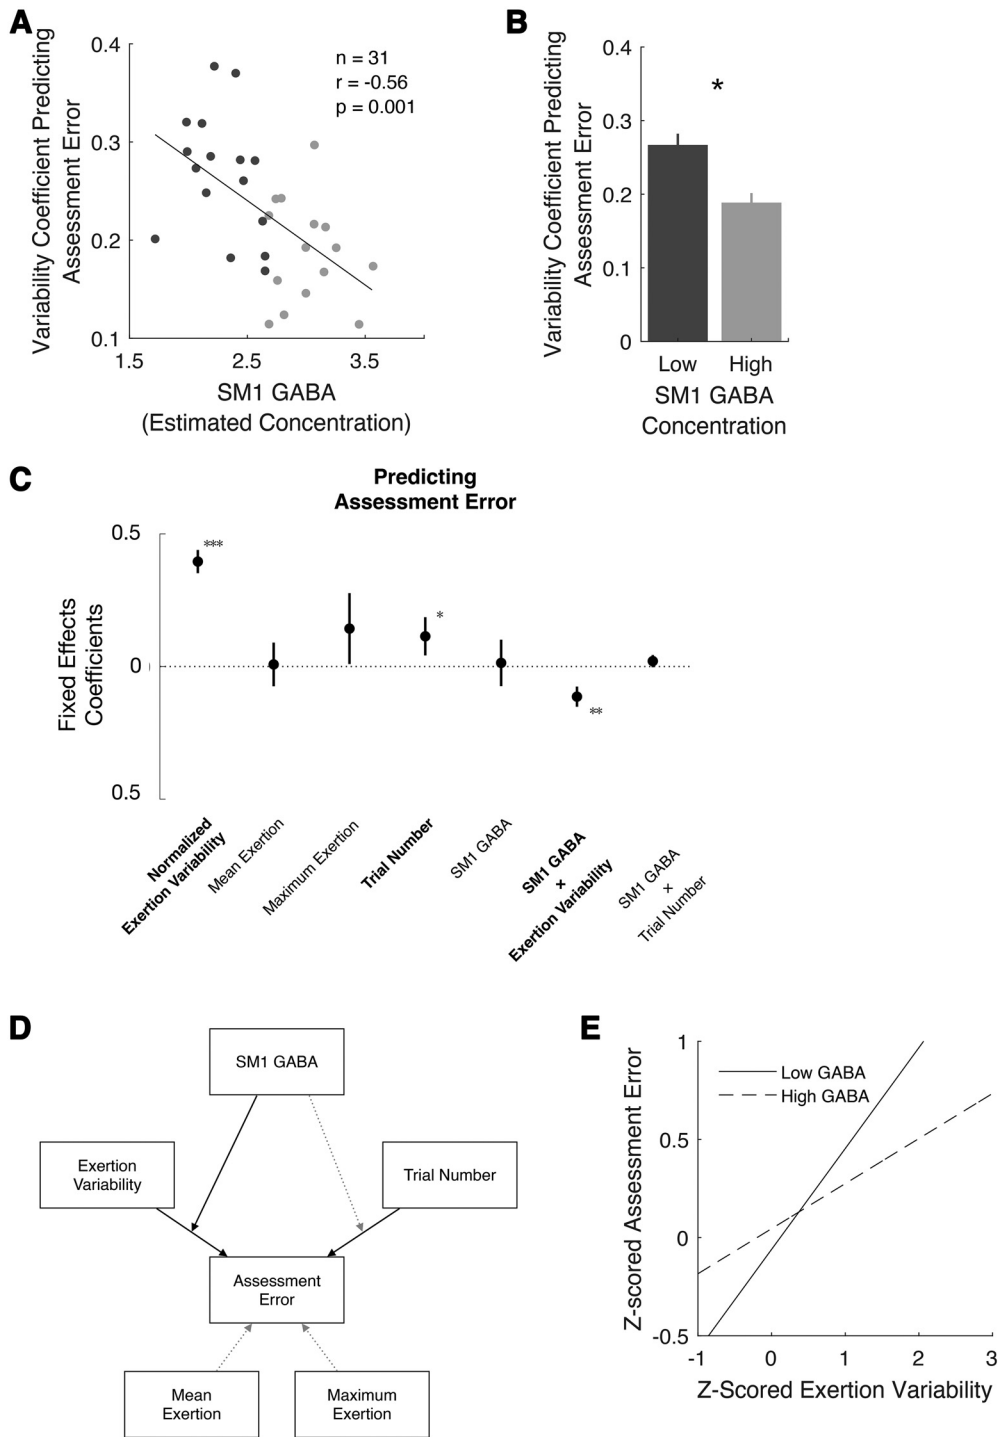 A
Variability Coefficient Predicting
Assessment Error
0.4
0.3
0.2
0.1
n = 31
r = -0.56
p = 0.001
1.5
2.5
3.5
SM1 GABA
(Estimated Concentration)
B
Variability Coefficient Predicting
Assessment Error
0.4
0.3
0.2
0.1
0
*
Low
High
SM1 GABA
Concentration
C
Predicting
Assessment Error
Fixed Effects
Coefficients
0.5
0
0.5
***
*
**
Normalized
Exertion Variability
Mean Exertion
Maximum Exertion
Trial Number
SM1 GABA
SM1 GABA
+
Exertion Variability
SM1 GABA
+
Trial Number
D
SM1 GABA
Exertion
Variability
Trial Number
Assessment
Error
Mean
Exertion
Maximum
Exertion
E
Z-scored Assessment Error
1
0.5
0
-0.5
Low GABA
High GABA
-1
0
1
2
3
Z-Scored Exertion Variability